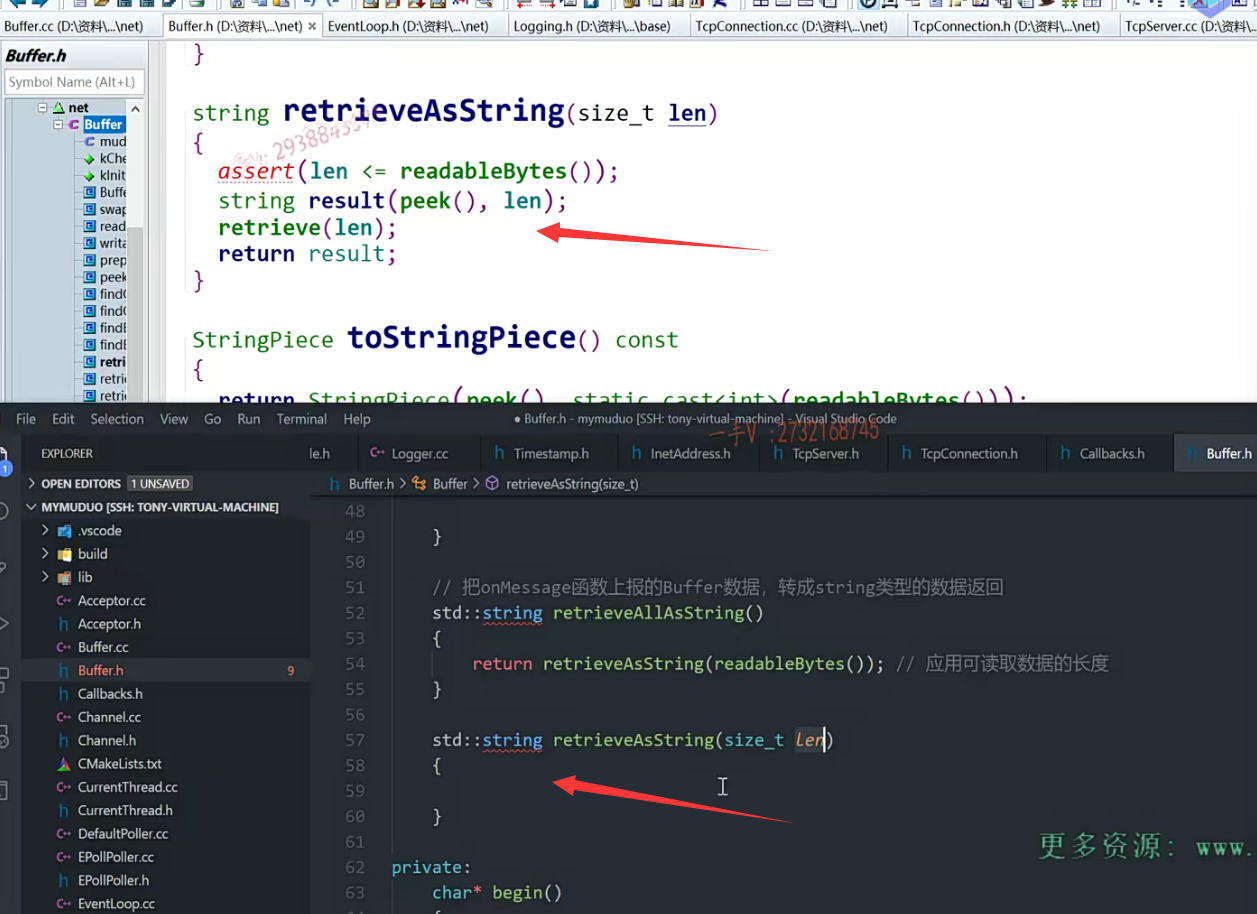 Buffer.cc (D:\资料\...\net) Buffer.h (D:\资料\...\net) × EventLoop.h (D:\资料\...\net) Logging.h (D:\资料\...\base) TcpConnection.cc (D:\资料\...\net) TcpConnection.h (D:\资料\...\net) TcpServer.cc (D:\资料\...
Buffer.h
Symbol Name (Alt+L)
net
Buffer
mud
kChe
kInit
Buffe
swap
read
writa
prep
peek
findC
findC
findE
findE
retri
retri
retri
}
string retrieveAsString(size_t len)
{
assert(len <= readableBytes());
string result(peek(), len);
retrieve(len);
return result;
}
StringPiece toStringPiece() const
{
return StringPiece(peek(), static_cast<int>(readableBytes()));
File Edit Selection View Go Run Terminal Help
● Buffer.h - mymuduo [SSH: tony-virtual-machine] - Visual Studio Code
一手V :2732168745
EXPLORER
le.h Logger.cc Timestamp.h InetAddress.h TcpServer.h TcpConnection.h Callbacks.h Buffer.h
1
OPEN EDITORS 1 UNSAVED
MYMUDUO [SSH: TONY-VIRTUAL-MACHINE]
.vscode
build
lib
Acceptor.cc
Acceptor.h
Buffer.cc
Buffer.h 9
Callbacks.h
Channel.cc
Channel.h
CMakeLists.txt
CurrentThread.cc
CurrentThread.h
DefaultPoller.cc
EPollPoller.cc
EPollPoller.h
EventLoop.cc
Buffer.h > Buffer > retrieveAsString(size_t)
48
49 }
50
51 // 把onMessage函数上报的Buffer数据，转成string类型的数据返回
52 std::string retrieveAllAsString()
53 {
54 return retrieveAsString(readableBytes()); // 应用可读取数据的长度
55 }
56
57 std::string retrieveAsString(size_t len)
58 {
59
60 }
61
62 private:
63 char* begin()
更多资源：www.